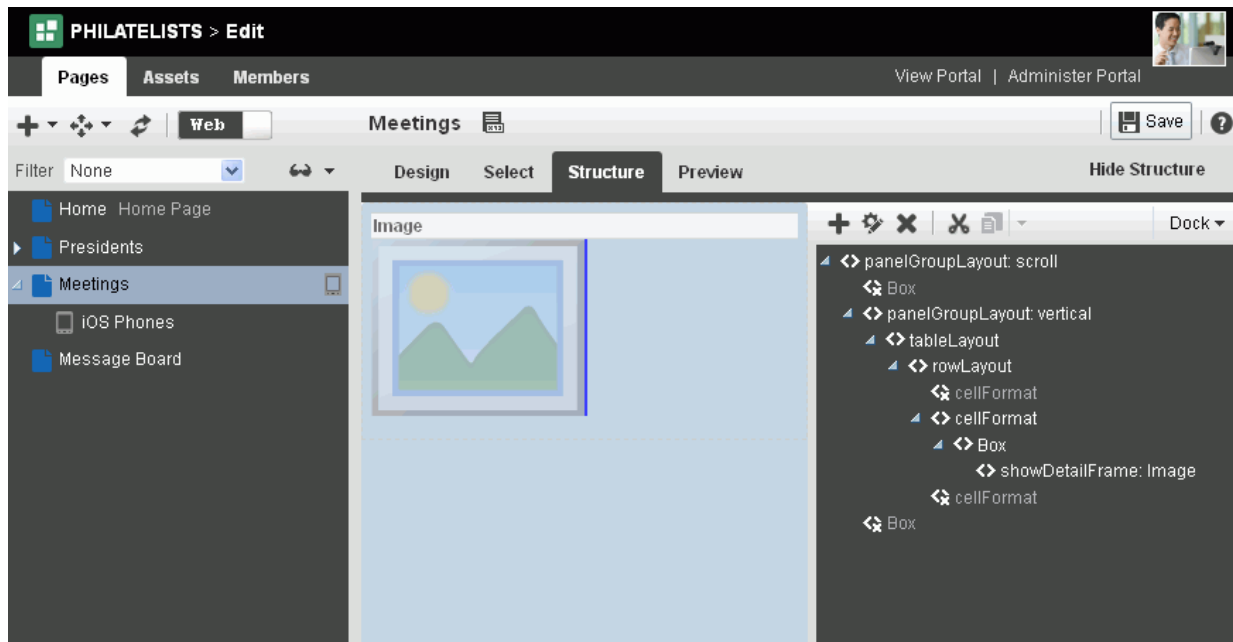 PHILATELISTS > Edit
Pages Assets Members
View Portal | Administer Portal
Web
Meetings
Save
Filter None
Design Select Structure Preview
Hide Structure
Home Home Page
Presidents
Meetings
iOS Phones
Message Board
Image
Dock
panelGroupLayout: scroll
Box
panelGroupLayout: vertical
tableLayout
rowLayout
cellFormat
cellFormat
Box
showDetailFrame: Image
cellFormat
Box